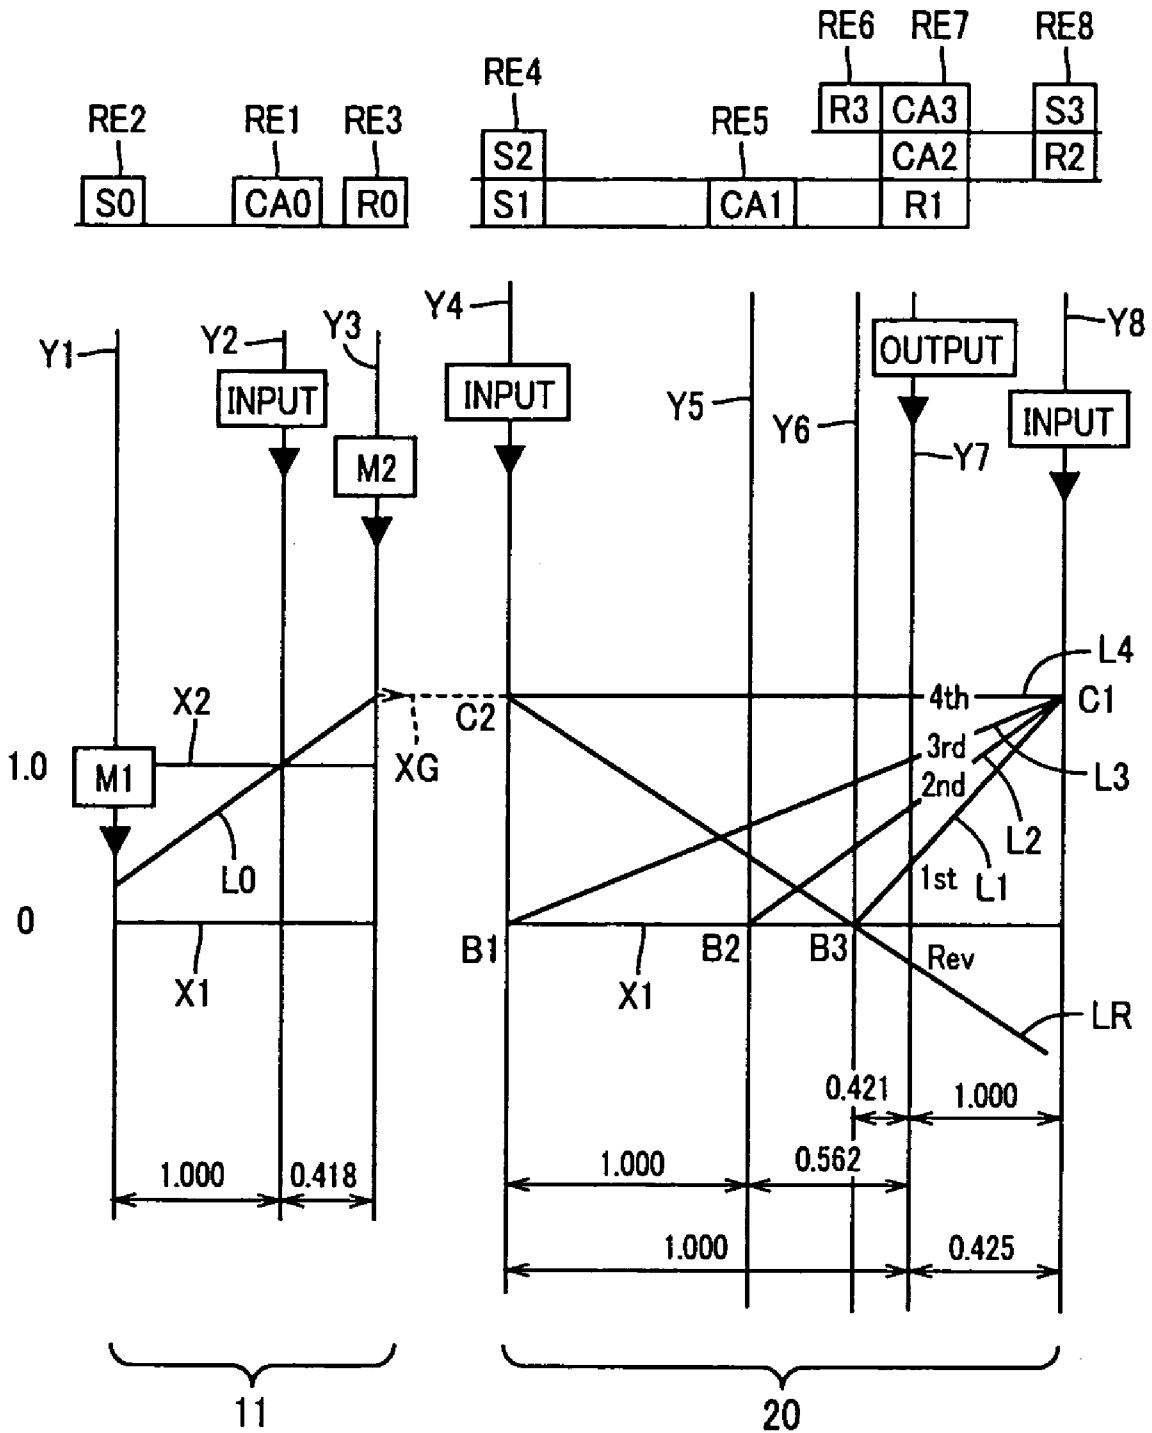 RE6 RE7 RE8
RE4
RE2 RE1 RE3 RE5
R3 CA3 S3
S2 CA2 R2
S0 CA0 R0 S1 CA1 R1
Y4
Y1 Y2 Y3 Y8
OUTPUT
INPUT INPUT
Y5 Y6 INPUT
Y7
M2
L4
X2 C2 4th C1
3rd
1.0 M1 XG 2nd L3
L2
L0 1st L1
0
B1 B2 B3 Rev
X1 X1
LR
0.421 1.000
1.000 0.418 1.000 0.562
1.000 0.425
11 20